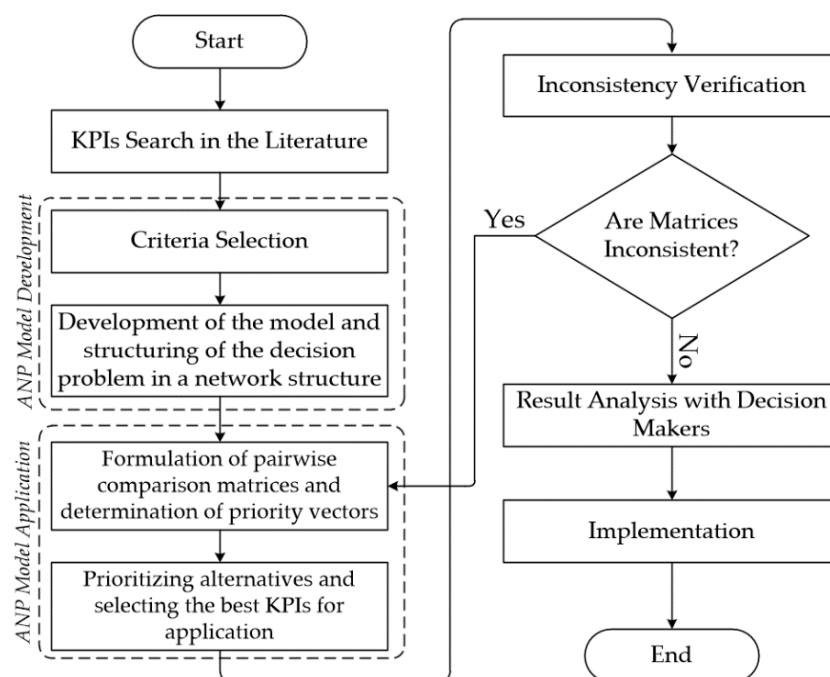 Start
KPIs Search in the Literature
ANP Model Development
Criteria Selection
Development of the model and
structuring of the decision
problem in a network structure
ANP Model Application
Formulation of pairwise
comparison matrices and
determination of priority vectors
Prioritizing alternatives and
selecting the best KPIs for
application
Inconsistency Verification
Are Matrices
Inconsistent?
Yes
No
Result Analysis with Decision
Makers
Implementation
End